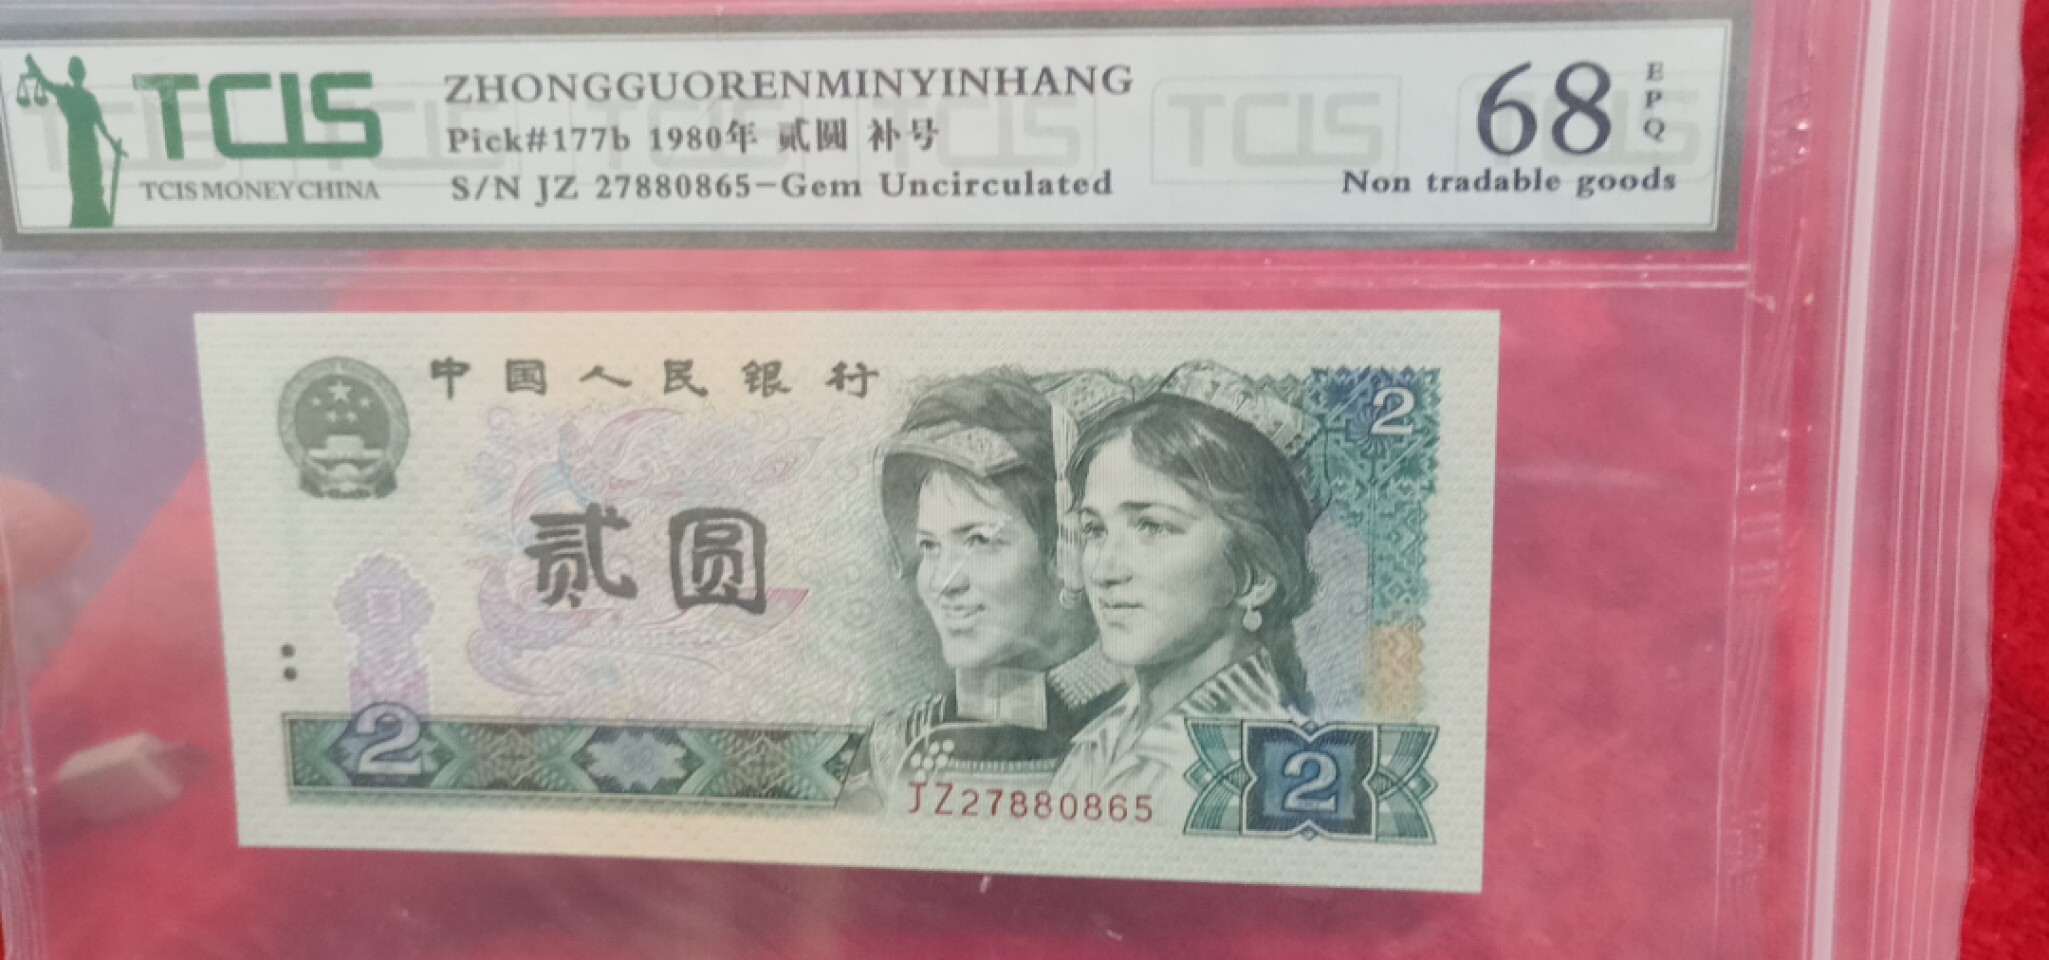 TCIS
TCIS MONEY CHINA
ZHONGGUORENMINYINHANG
Pick#177b 1980年 贰圆 补号
S/N JZ 27880865-Gem Uncirculated
68
EPQ
Non tradable goods
TCIS
中国人民银行
2
贰圆
2
2
JZ27880865